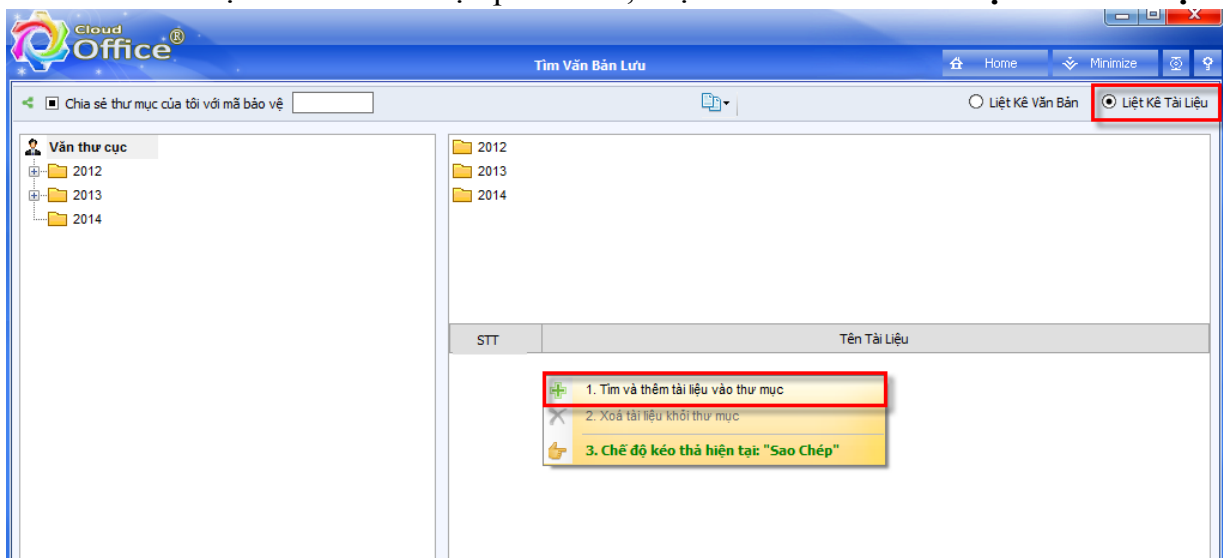 Cloud
Office®
Tìm Văn Bản Lưu
Home
Minimize
Chia sẻ thư mục của tôi với mã bảo vệ
Liệt Kê Văn Bản
Liệt Kê Tài Liệu
Văn thư cục
2012
2013
2014
2012
2013
2014
STT
Tên Tài Liệu
1. Tìm và thêm tài liệu vào thư mục
2. Xoá tài liệu khỏi thư mục
3. Chế độ kéo thả hiện tại: "Sao Chép"